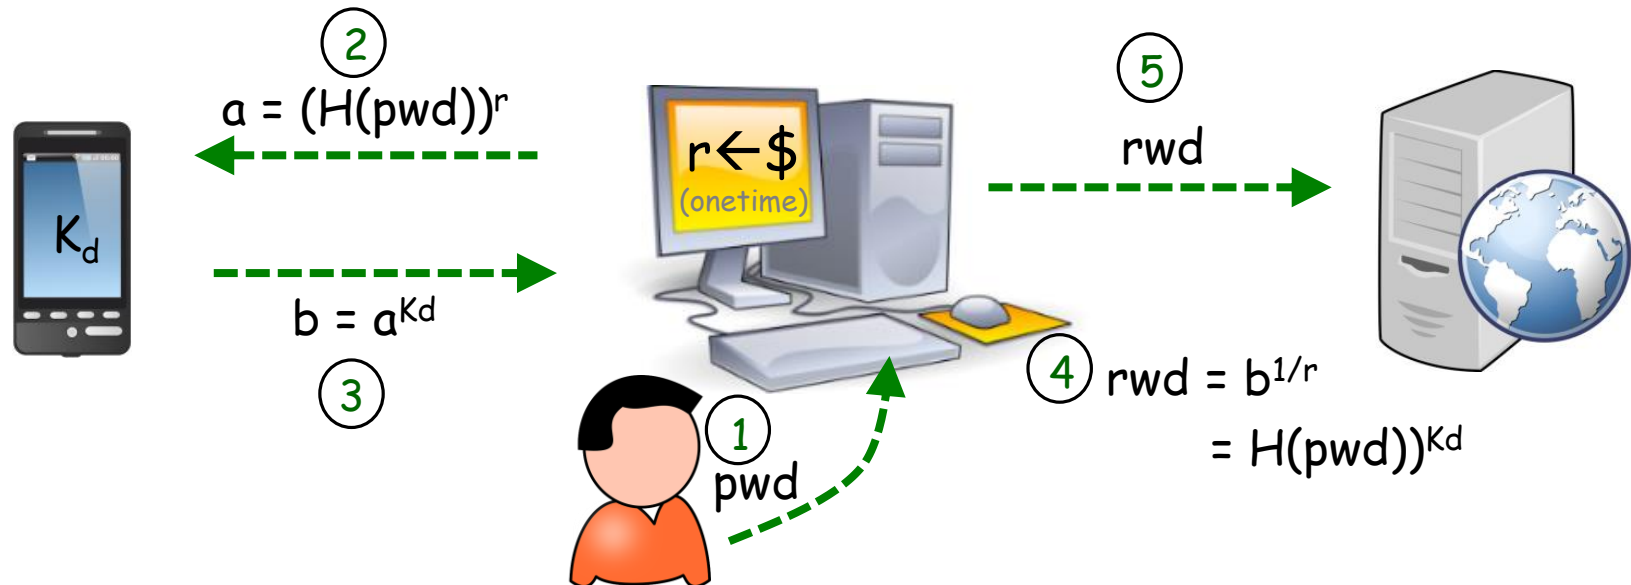 2
a = (H(pwd))^r
K_d
b = a^Kd
3
r←$
(onetime)
1
pwd
4
rwd = b^1/r
= H(pwd))^Kd
5
rwd